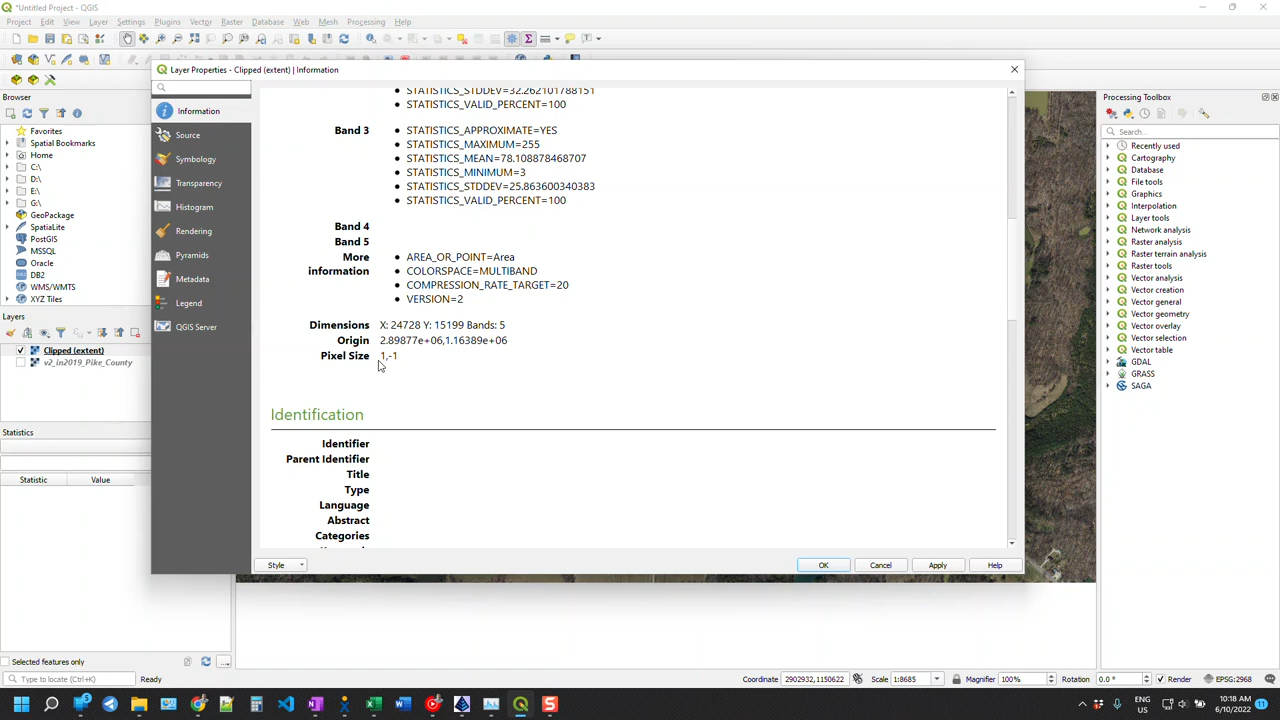 *Untitled Project — QGIS
Project Edit View Layer Settings Plugins Vector Raster Database Web Mesh Processing Help
Layer Properties - Clipped (extent) | Information
Information
Source
Symbology
Transparency
Histogram
Rendering
Pyramids
Metadata
Legend
QGIS Server
STATISTICS_STDDEV=32.262101788151
STATISTICS_VALID_PERCENT=100
Band 3
STATISTICS_APPROXIMATE=YES
STATISTICS_MAXIMUM=255
STATISTICS_MEAN=78.108878468707
STATISTICS_MINIMUM=3
STATISTICS_STDDEV=25.863600340383
STATISTICS_VALID_PERCENT=100
Band 4
Band 5
More information
AREA_OR_POINT=Area
COLORSPACE=MULTIBAND
COMPRESSION_RATE_TARGET=20
VERSION=2
Dimensions X: 24728 Y: 15199 Bands: 5
Origin 2.89877e+06,1.16389e+06
Pixel Size 1,-1
Identification
Identifier
Parent Identifier
Title
Type
Language
Abstract
Categories
Style
OK Cancel Apply Help
Browser
Favorites
Spatial Bookmarks
Home
C:\
D:\
E:\
G:\
GeoPackage
SpatiaLite
PostGIS
MSSQL
Oracle
DB2
WMS/WMTS
XYZ Tiles
Layers
Clipped (extent)
v2_in2019_Pike_County
Statistics
Statistic Value
Selected features only
Processing Toolbox
Search...
Recently used
Cartography
Database
File tools
Graphics
Interpolation
Layer tools
Network analysis
Raster analysis
Raster terrain analysis
Raster tools
Vector analysis
Vector creation
Vector general
Vector geometry
Vector overlay
Vector selection
Vector table
GDAL
GRASS
SAGA
Type to locate (Ctrl+K) Ready Coordinate 2902932,1150622 Scale 1:8685 Magnifier 100% Rotation 0.0 ° Render EPSG:2968
ENG
US
10:18 AM
6/10/2022